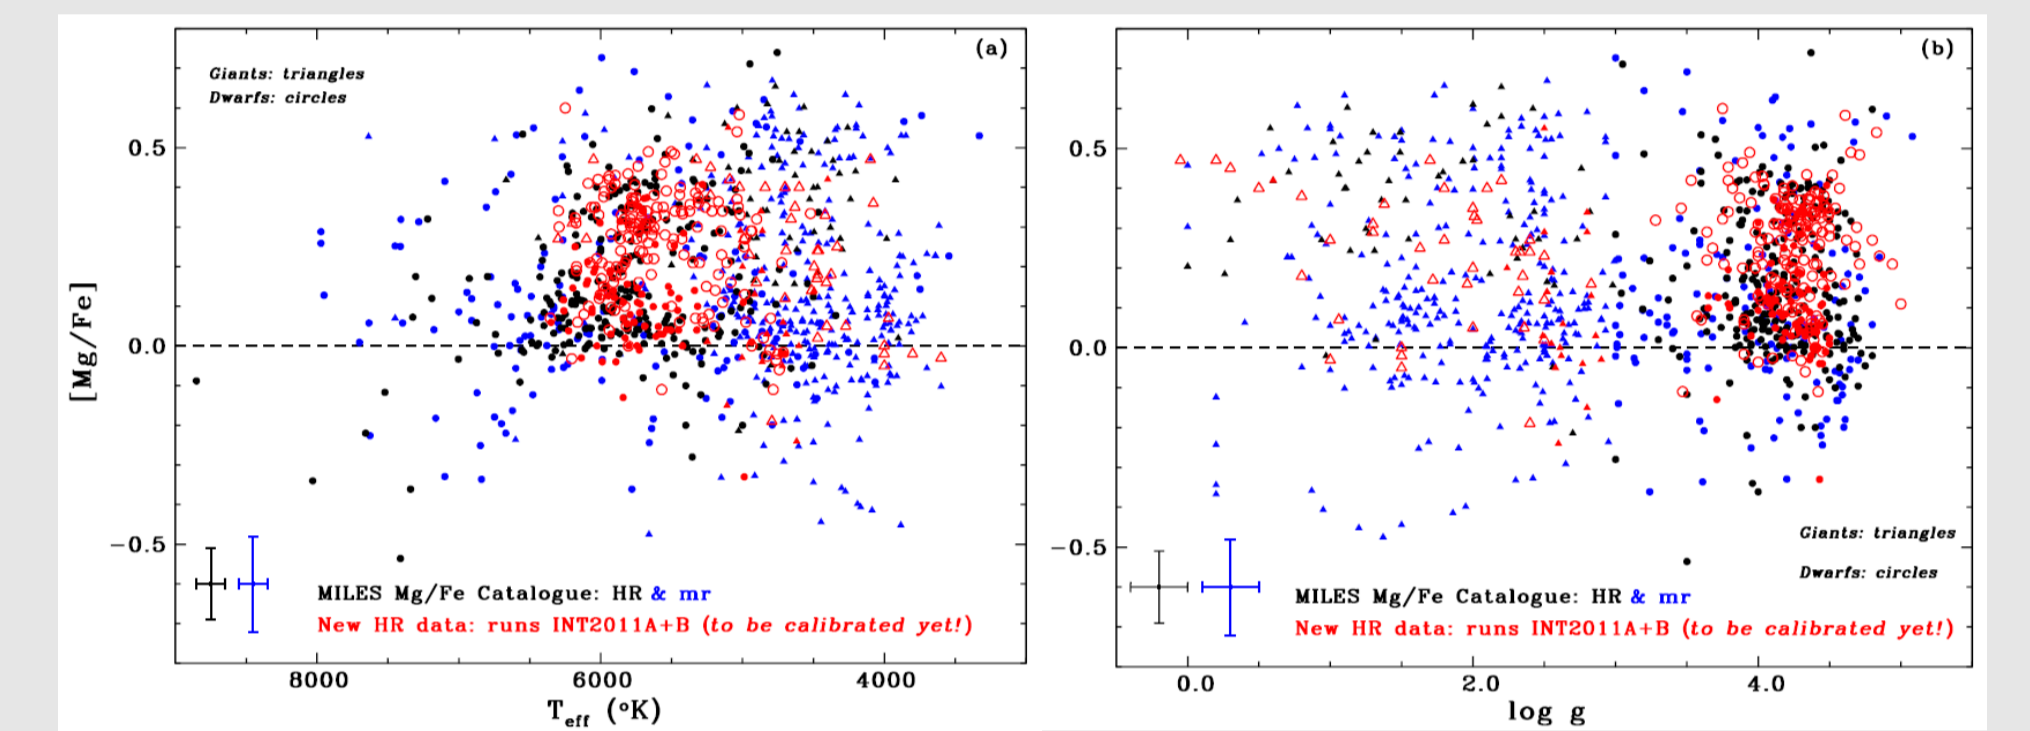 (a)
Giants: triangles
Dwarfs: circles
0.5
0.0
−0.5
[Mg/Fe]
MILES Mg/Fe Catalogue: HR & mr
New HR data: runs INT2011A+B (to be calibrated yet!)
8000
6000
4000
Teff (°K)
(b)
0.5
0.0
−0.5
Giants: triangles
Dwarfs: circles
MILES Mg/Fe Catalogue: HR & mr
New HR data: runs INT2011A+B (to be calibrated yet!)
0.0
2.0
4.0
log g